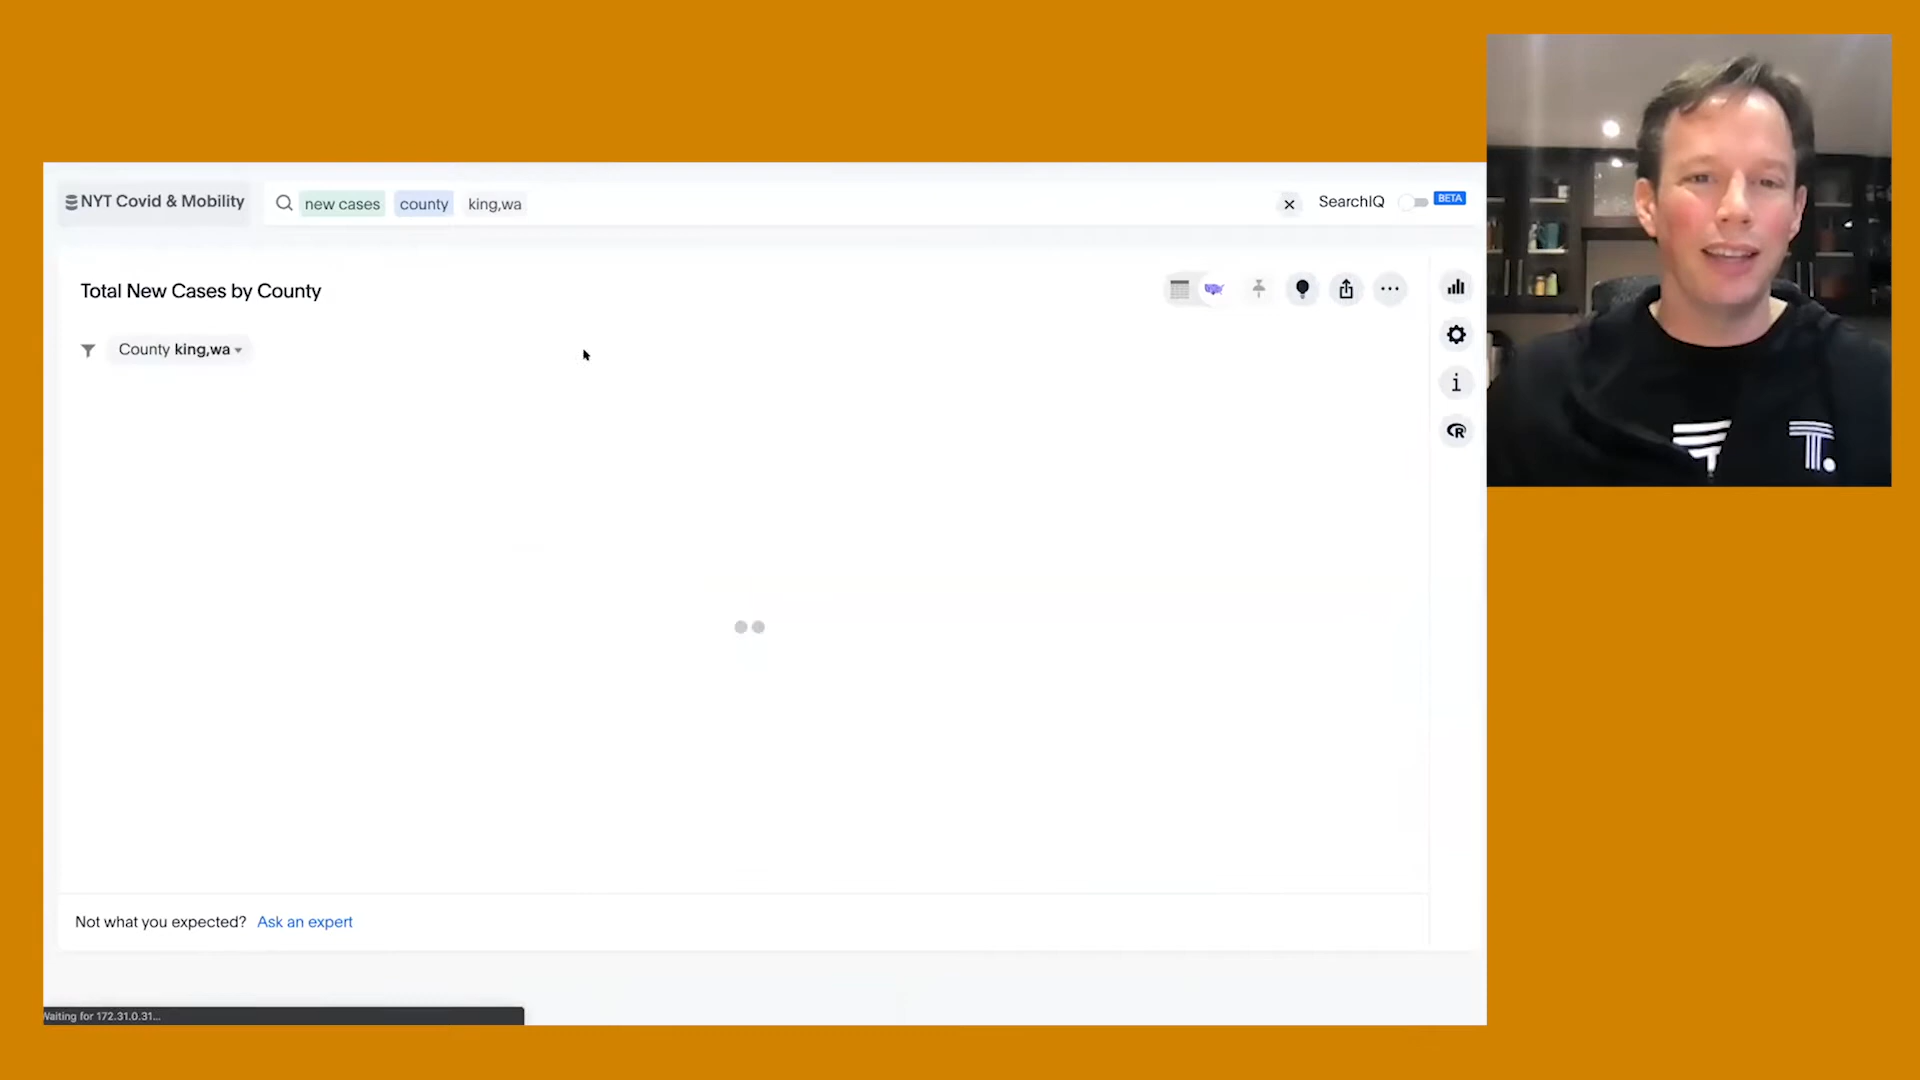 NYT Covid & Mobility
new cases county king,wa
SearchIQ
BETA
Total New Cases by County
County king,wa
i
R
T.
Not what you expected? Ask an expert
Waiting for 172.31.0.31...